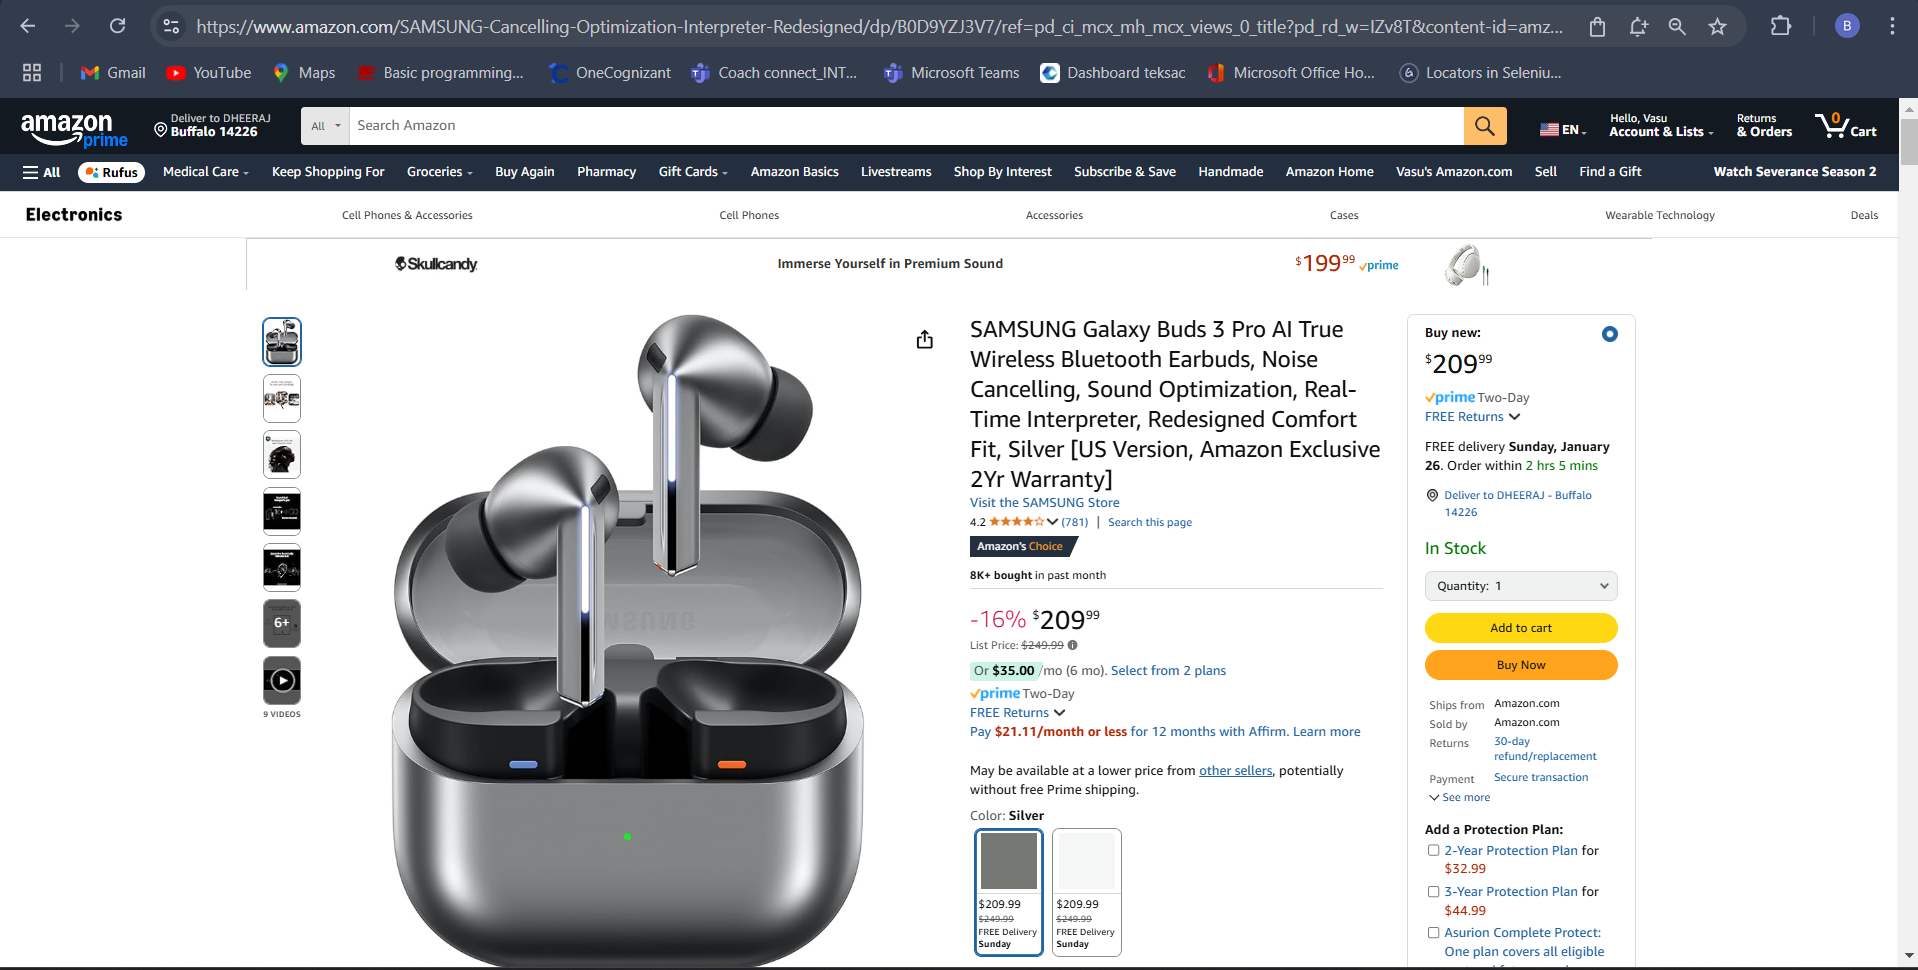 https://www.amazon.com/SAMSUNG-Cancelling-Optimization-Interpreter-Redesigned/dp/B0D9YZJ3V7/ref=pd_ci_mcx_mh_mcx_views_0_title?pd_rd_w=IZv8T&content-id=amz...
B
Gmail YouTube Maps Basic programming... OneCognizant Coach connect_INT... Microsoft Teams Dashboard teksac Microsoft Office Ho... Locators in Seleniu...
amazon prime
Deliver to DHEERAJ
Buffalo 14226
All Search Amazon
EN
Hello, Vasu
Account & Lists
Returns
& Orders
0
Cart
All Rufus Medical Care Keep Shopping For Groceries Buy Again Pharmacy Gift Cards Amazon Basics Livestreams Shop By Interest Subscribe & Save Handmade Amazon Home Vasu's Amazon.com Sell Find a Gift Watch Severance Season 2
Electronics Cell Phones & Accessories Cell Phones Accessories Cases Wearable Technology Deals
Skullcandy Immerse Yourself in Premium Sound $199 99 prime
6+
9 VIDEOS
SAMSUNG Galaxy Buds 3 Pro AI True
Wireless Bluetooth Earbuds, Noise
Cancelling, Sound Optimization, Real-
Time Interpreter, Redesigned Comfort
Fit, Silver [US Version, Amazon Exclusive
2Yr Warranty]
Visit the SAMSUNG Store
4.2 (781) | Search this page
Amazon's Choice
8K+ bought in past month
-16% $209 99
List Price: $249.99
Or $35.00 /mo (6 mo). Select from 2 plans
prime Two-Day
FREE Returns
Pay $21.11/month or less for 12 months with Affirm. Learn more
May be available at a lower price from other sellers, potentially
without free Prime shipping.
Color: Silver
$209.99
$249.99
FREE Delivery
Sunday
$209.99
$249.99
FREE Delivery
Sunday
Buy new:
$209 99
prime Two-Day
FREE Returns
FREE delivery Sunday, January
26. Order within 2 hrs 5 mins
Deliver to DHEERAJ - Buffalo
14226
In Stock
Quantity: 1
Add to cart
Buy Now
Ships from Amazon.com
Sold by Amazon.com
Returns 30-day
refund/replacement
Payment Secure transaction
See more
Add a Protection Plan:
2-Year Protection Plan for
$32.99
3-Year Protection Plan for
$44.99
Asurion Complete Protect:
One plan covers all eligible